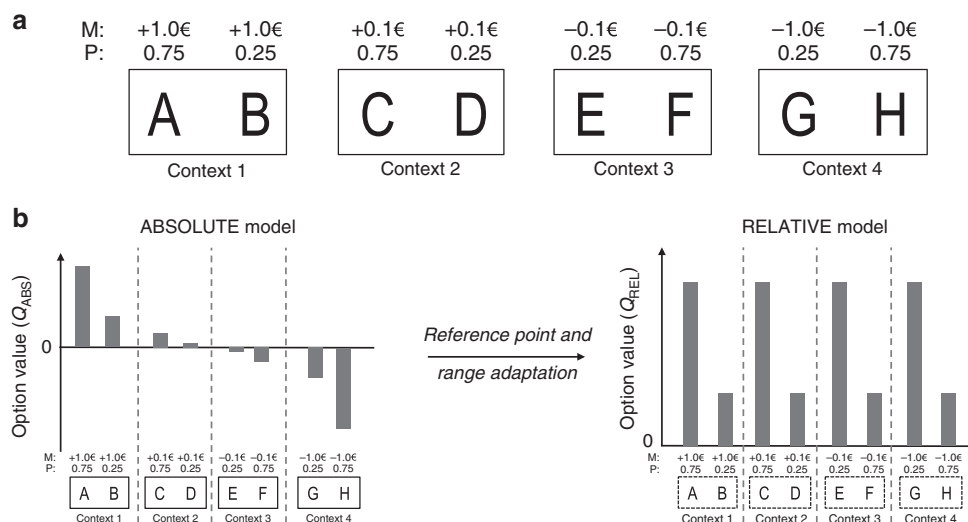 a
M: +1.0€ +1.0€ +0.1€ +0.1€ –0.1€ –0.1€ –1.0€ –1.0€
P: 0.75 0.25 0.75 0.25 0.25 0.75 0.25 0.75
A B C D E F G H
Context 1 Context 2 Context 3 Context 4
b
ABSOLUTE model
Option value (QABS)
0
M: +1.0€ +1.0€ +0.1€ +0.1€ –0.1€ –0.1€ –1.0€ –1.0€
P: 0.75 0.25 0.75 0.25 0.25 0.75 0.25 0.75
A B C D E F G H
Context 1 Context 2 Context 3 Context 4
Reference point and
range adaptation
RELATIVE model
Option value (QREL)
0
M: +1.0€ +1.0€ +0.1€ +0.1€ –0.1€ –0.1€ –1.0€ –1.0€
P: 0.75 0.25 0.75 0.25 0.25 0.75 0.25 0.75
A B C D E F G H
Context 1 Context 2 Context 3 Context 4